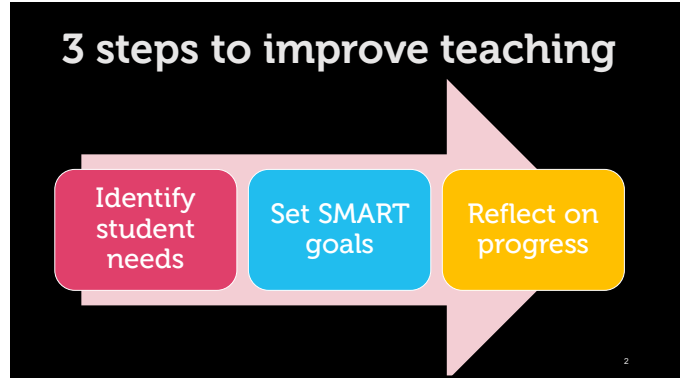 3 steps to improve teaching
Identify
student
needs
Set SMART
goals
Reflect on
progress
2